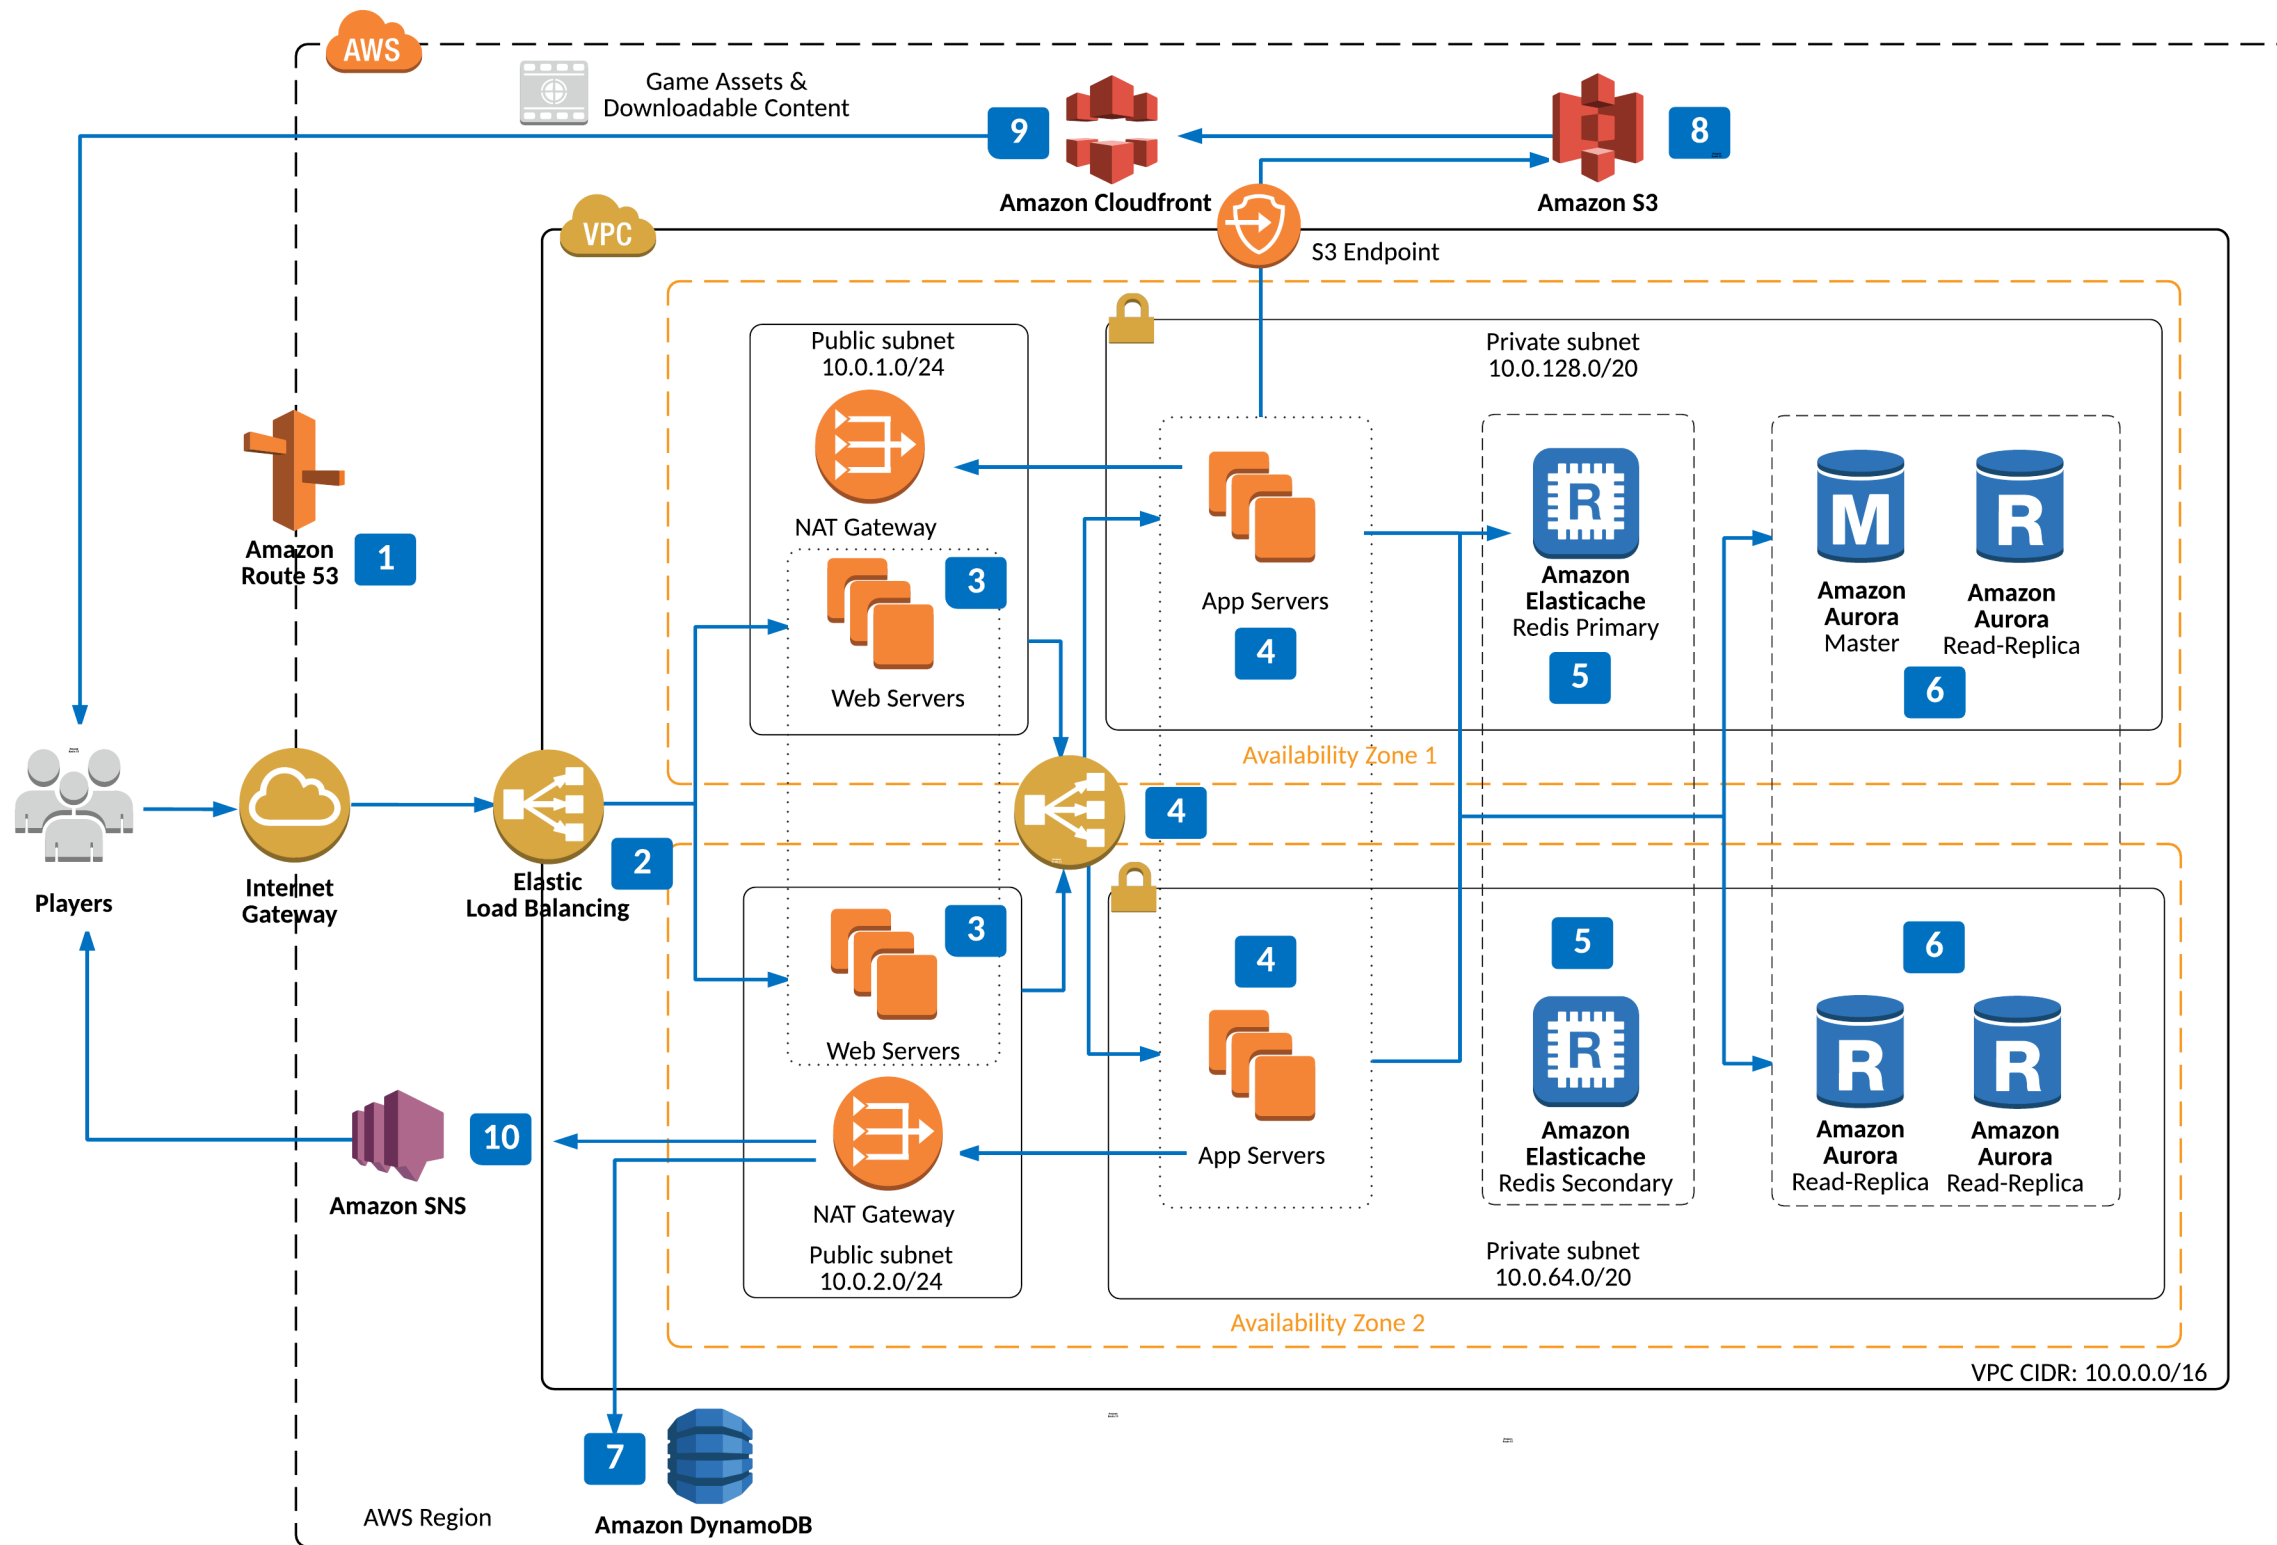 AWS
Game Assets &
Downloadable Content
9
8
Amazon Cloudfront
Amazon S3
VPC
S3 Endpoint
Public subnet
10.0.1.0/24
Private subnet
10.0.128.0/20
NAT Gateway
Amazon
Route 53
1
3
Web Servers
App Servers
4
R
Amazon
Elasticache
Redis Primary
5
M
Amazon
Aurora
Master
R
Amazon
Aurora
Read-Replica
6
Availability Zone 1
Players
Internet
Gateway
Elastic
Load Balancing
2
4
3
Web Servers
NAT Gateway
Public subnet
10.0.2.0/24
4
App Servers
5
R
Amazon
Elasticache
Redis Secondary
6
R
Amazon
Aurora
Read-Replica
R
Amazon
Aurora
Read-Replica
Private subnet
10.0.64.0/20
Availability Zone 2
VPC CIDR: 10.0.0.0/16
10
Amazon SNS
7
Amazon DynamoDB
AWS Region